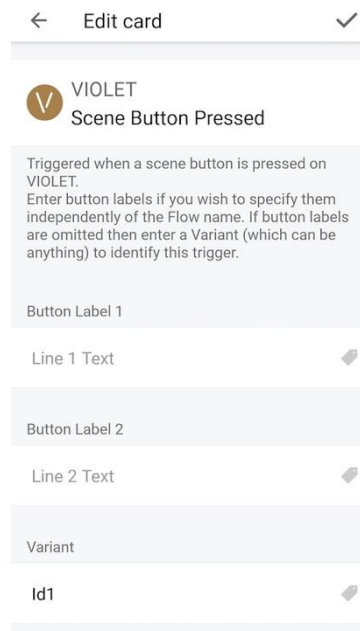 Edit card
V
VIOLET
Scene Button Pressed
Triggered when a scene button is pressed on
VIOLET.
Enter button labels if you wish to specify them
independently of the Flow name. If button labels
are omitted then enter a Variant (which can be
anything) to identify this trigger.
Button Label 1
Line 1 Text
Button Label 2
Line 2 Text
Variant
Id1